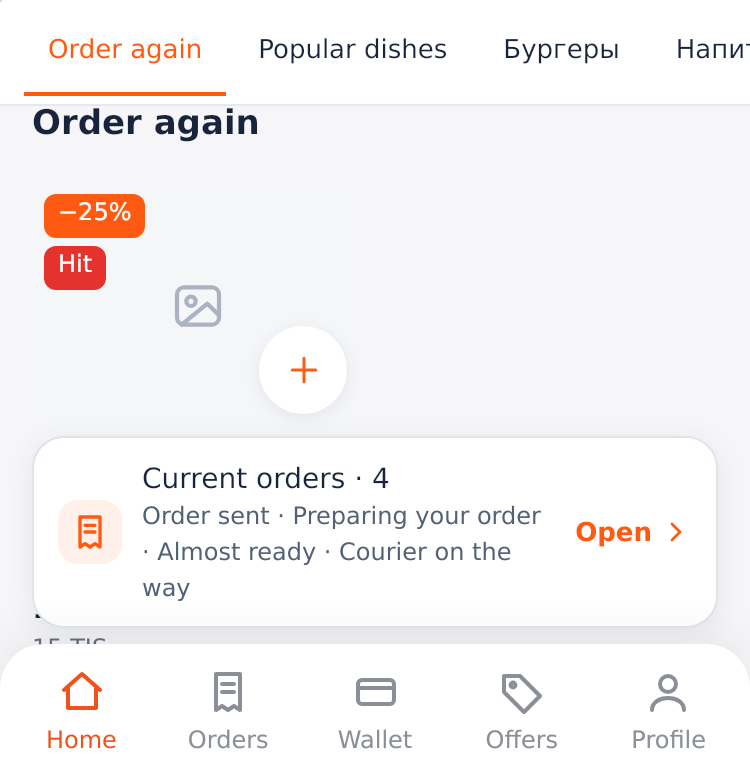 Order again
Popular dishes
Бургеры
Order again
−25%
Hit
Current orders · 4
Order sent · Preparing your order
· Almost ready · Courier on the
way
Open
Home
Orders
Wallet
Offers
Profile